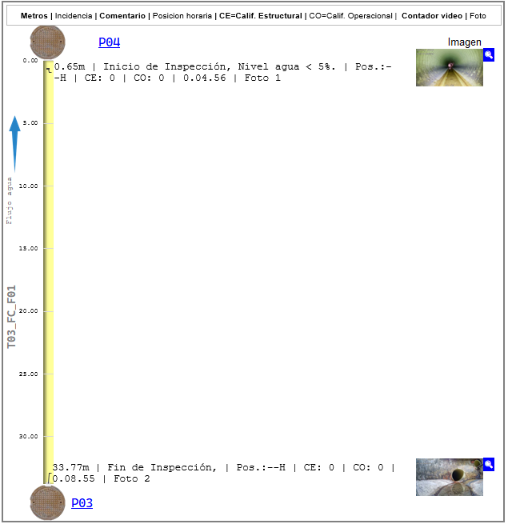 Metros | Incidencia | Comentario | Posicion horaria | CE=Calif. Estructural | CO=Calif. Operacional | Contador video | Foto
P04
Imagen
0.00
0.65m | Inicio de Inspección, Nivel agua < 5%. | Pos.:-
-H | CE: 0 | CO: 0 | 0.04.56 | Foto 1
5.00
10.00
Flujo agua
15.00
T03_FC_F01
20.00
25.00
30.00
33.77m | Fin de Inspección, | Pos.:--H | CE: 0 | CO: 0 |
0.08.55 | Foto 2
P03